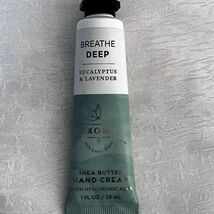 BREATHE
DEEP
EUCALYPTUS
& LAVENDER
AROMA
SHEA BUTTER
HAND CREAM
WITH HYALURONIC ACID
1 FL OZ / 29 mL